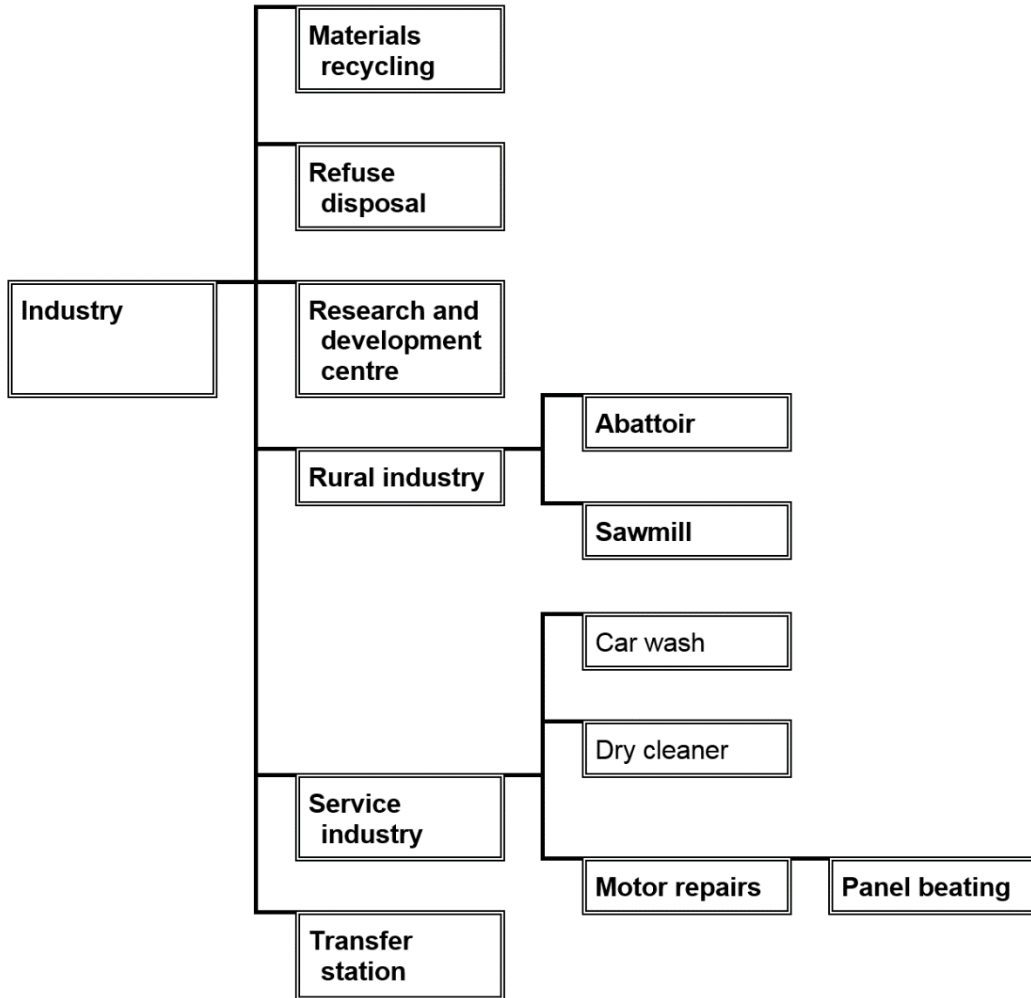 Materials
recycling
Refuse
disposal
Industry
Research and
development
centre
Abattoir
Rural industry
Sawmill
Car wash
Dry cleaner
Service
industry
Motor repairs
Panel beating
Transfer
station